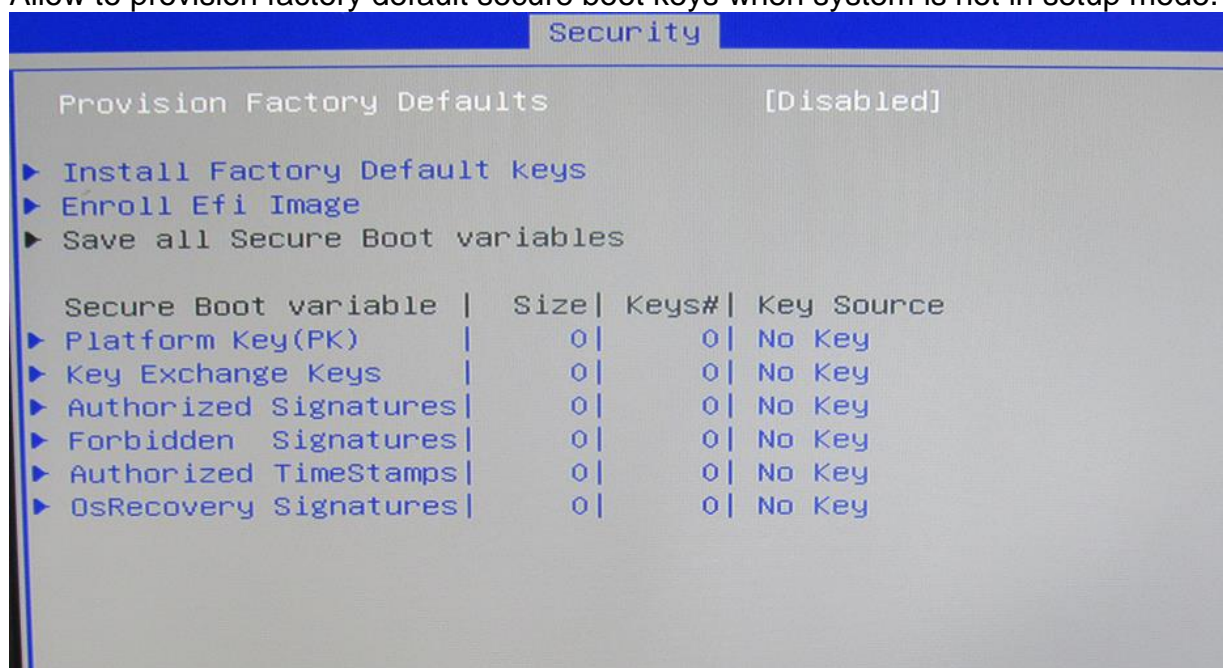 Allow to provision factory default secure boot keys when system is not in setup mode.
Security
Provision Factory Defaults [Disabled]
► Install Factory Default keys
► Enroll Efi Image
► Save all Secure Boot variables
Secure Boot variable | Size| Keys#| Key Source
► Platform Key(PK) | 0| 0| No Key
► Key Exchange Keys | 0| 0| No Key
► Authorized Signatures| 0| 0| No Key
► Forbidden Signatures| 0| 0| No Key
► Authorized TimeStamps| 0| 0| No Key
► OsRecovery Signatures| 0| 0| No Key